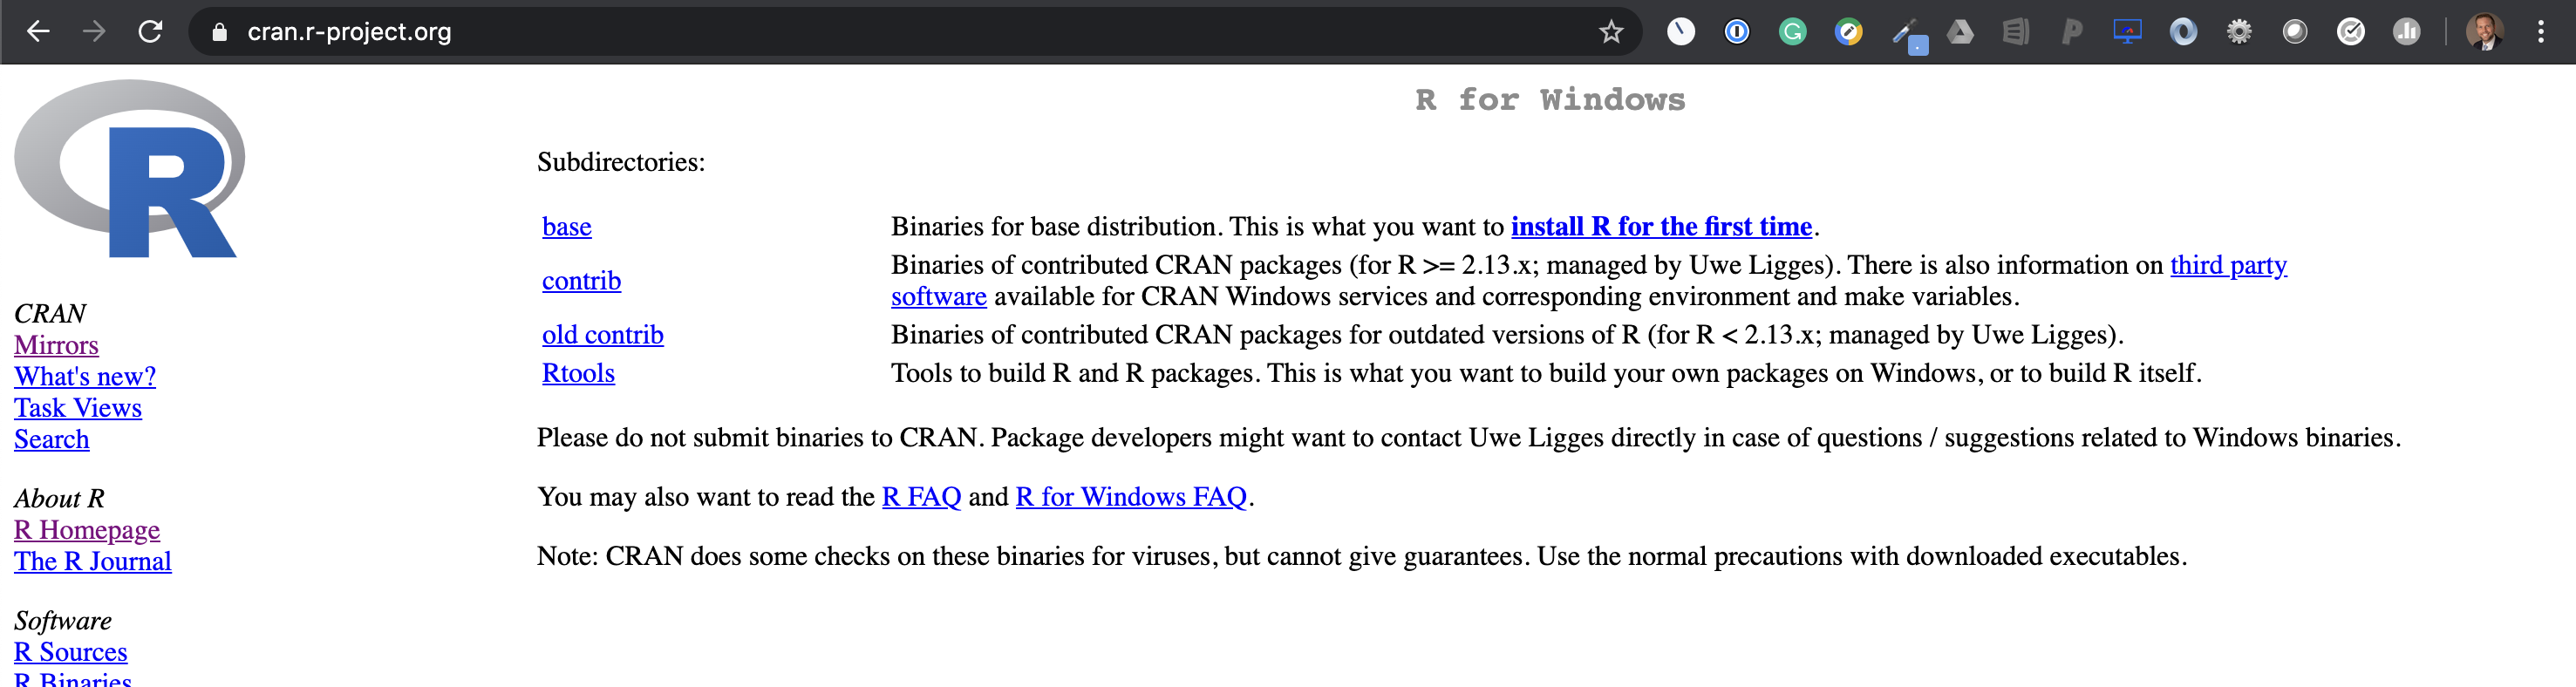 cran.r-project.org
R
R for Windows
Subdirectories:
base Binaries for base distribution. This is what you want to install R for the first time.
contrib Binaries of contributed CRAN packages (for R >= 2.13.x; managed by Uwe Ligges). There is also information on third party
software available for CRAN Windows services and corresponding environment and make variables.
old contrib Binaries of contributed CRAN packages for outdated versions of R (for R < 2.13.x; managed by Uwe Ligges).
Rtools Tools to build R and R packages. This is what you want to build your own packages on Windows, or to build R itself.
Please do not submit binaries to CRAN. Package developers might want to contact Uwe Ligges directly in case of questions / suggestions related to Windows binaries.
You may also want to read the R FAQ and R for Windows FAQ.
Note: CRAN does some checks on these binaries for viruses, but cannot give guarantees. Use the normal precautions with downloaded executables.
CRAN
Mirrors
What's new?
Task Views
Search
About R
R Homepage
The R Journal
Software
R Sources
R Binaries